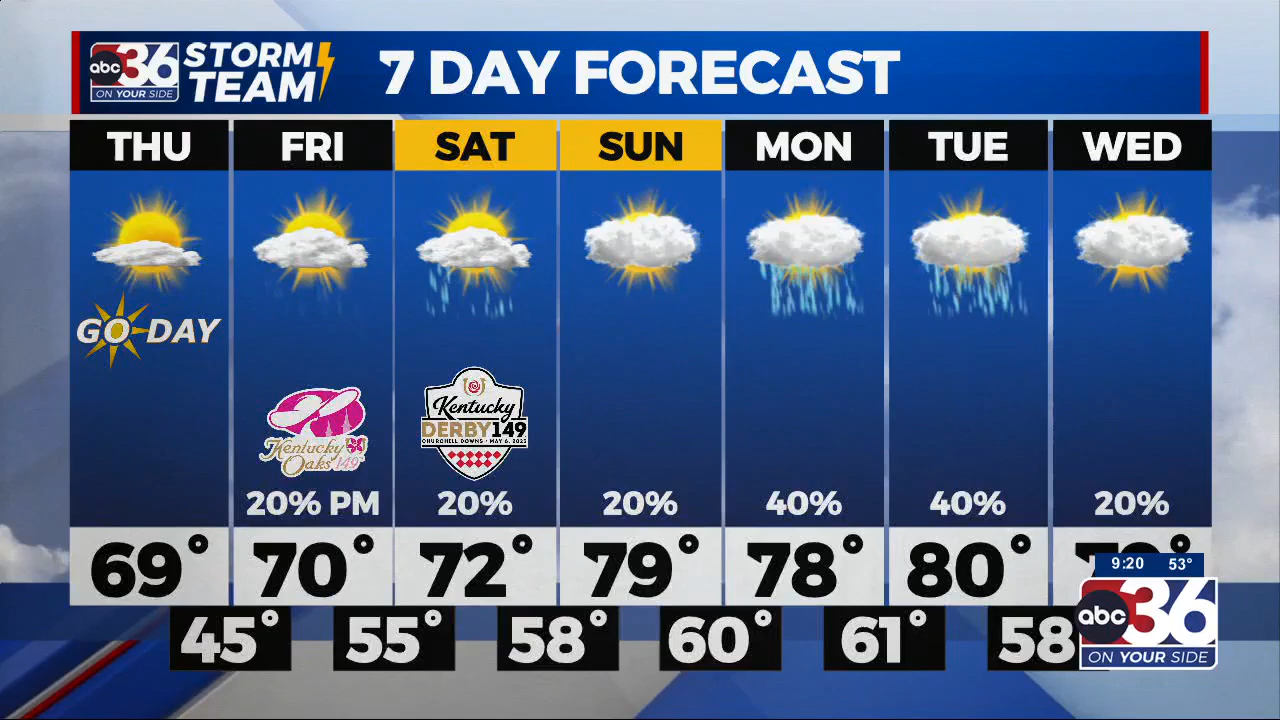 abc 36
ON YOUR SIDE
STORM
TEAM
7 DAY FORECAST
THU FRI SAT SUN MON TUE WED
GO DAY
Kentucky
Oaks 149
Kentucky
DERBY 149
CHURCHILL DOWNS • MAY 6, 2023
20% PM 20% 20% 40% 40% 20%
69° 70° 72° 79° 78° 80°
9:20 53°
45° 55° 58° 60° 61° 58
abc 36
ON YOUR SIDE